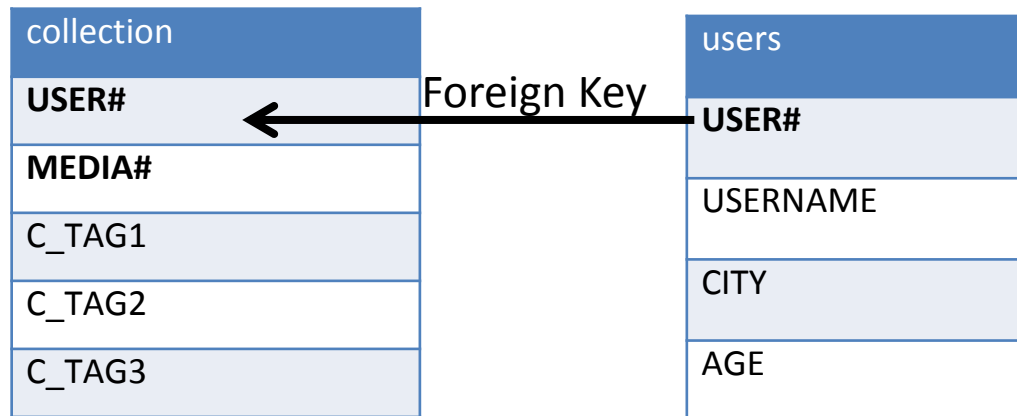 collection
USER#
MEDIA#
C_TAG1
C_TAG2
C_TAG3
Foreign Key
users
USER#
USERNAME
CITY
AGE